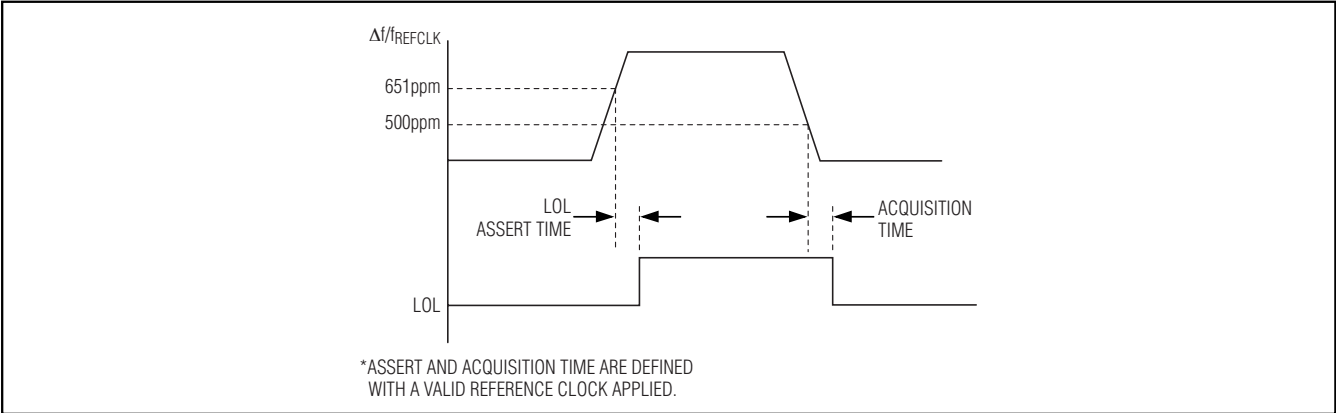 Δf/fREFCLK
651ppm
500ppm
LOL
ASSERT TIME
ACQUISITION
TIME
LOL
*ASSERT AND ACQUISITION TIME ARE DEFINED
WITH A VALID REFERENCE CLOCK APPLIED.